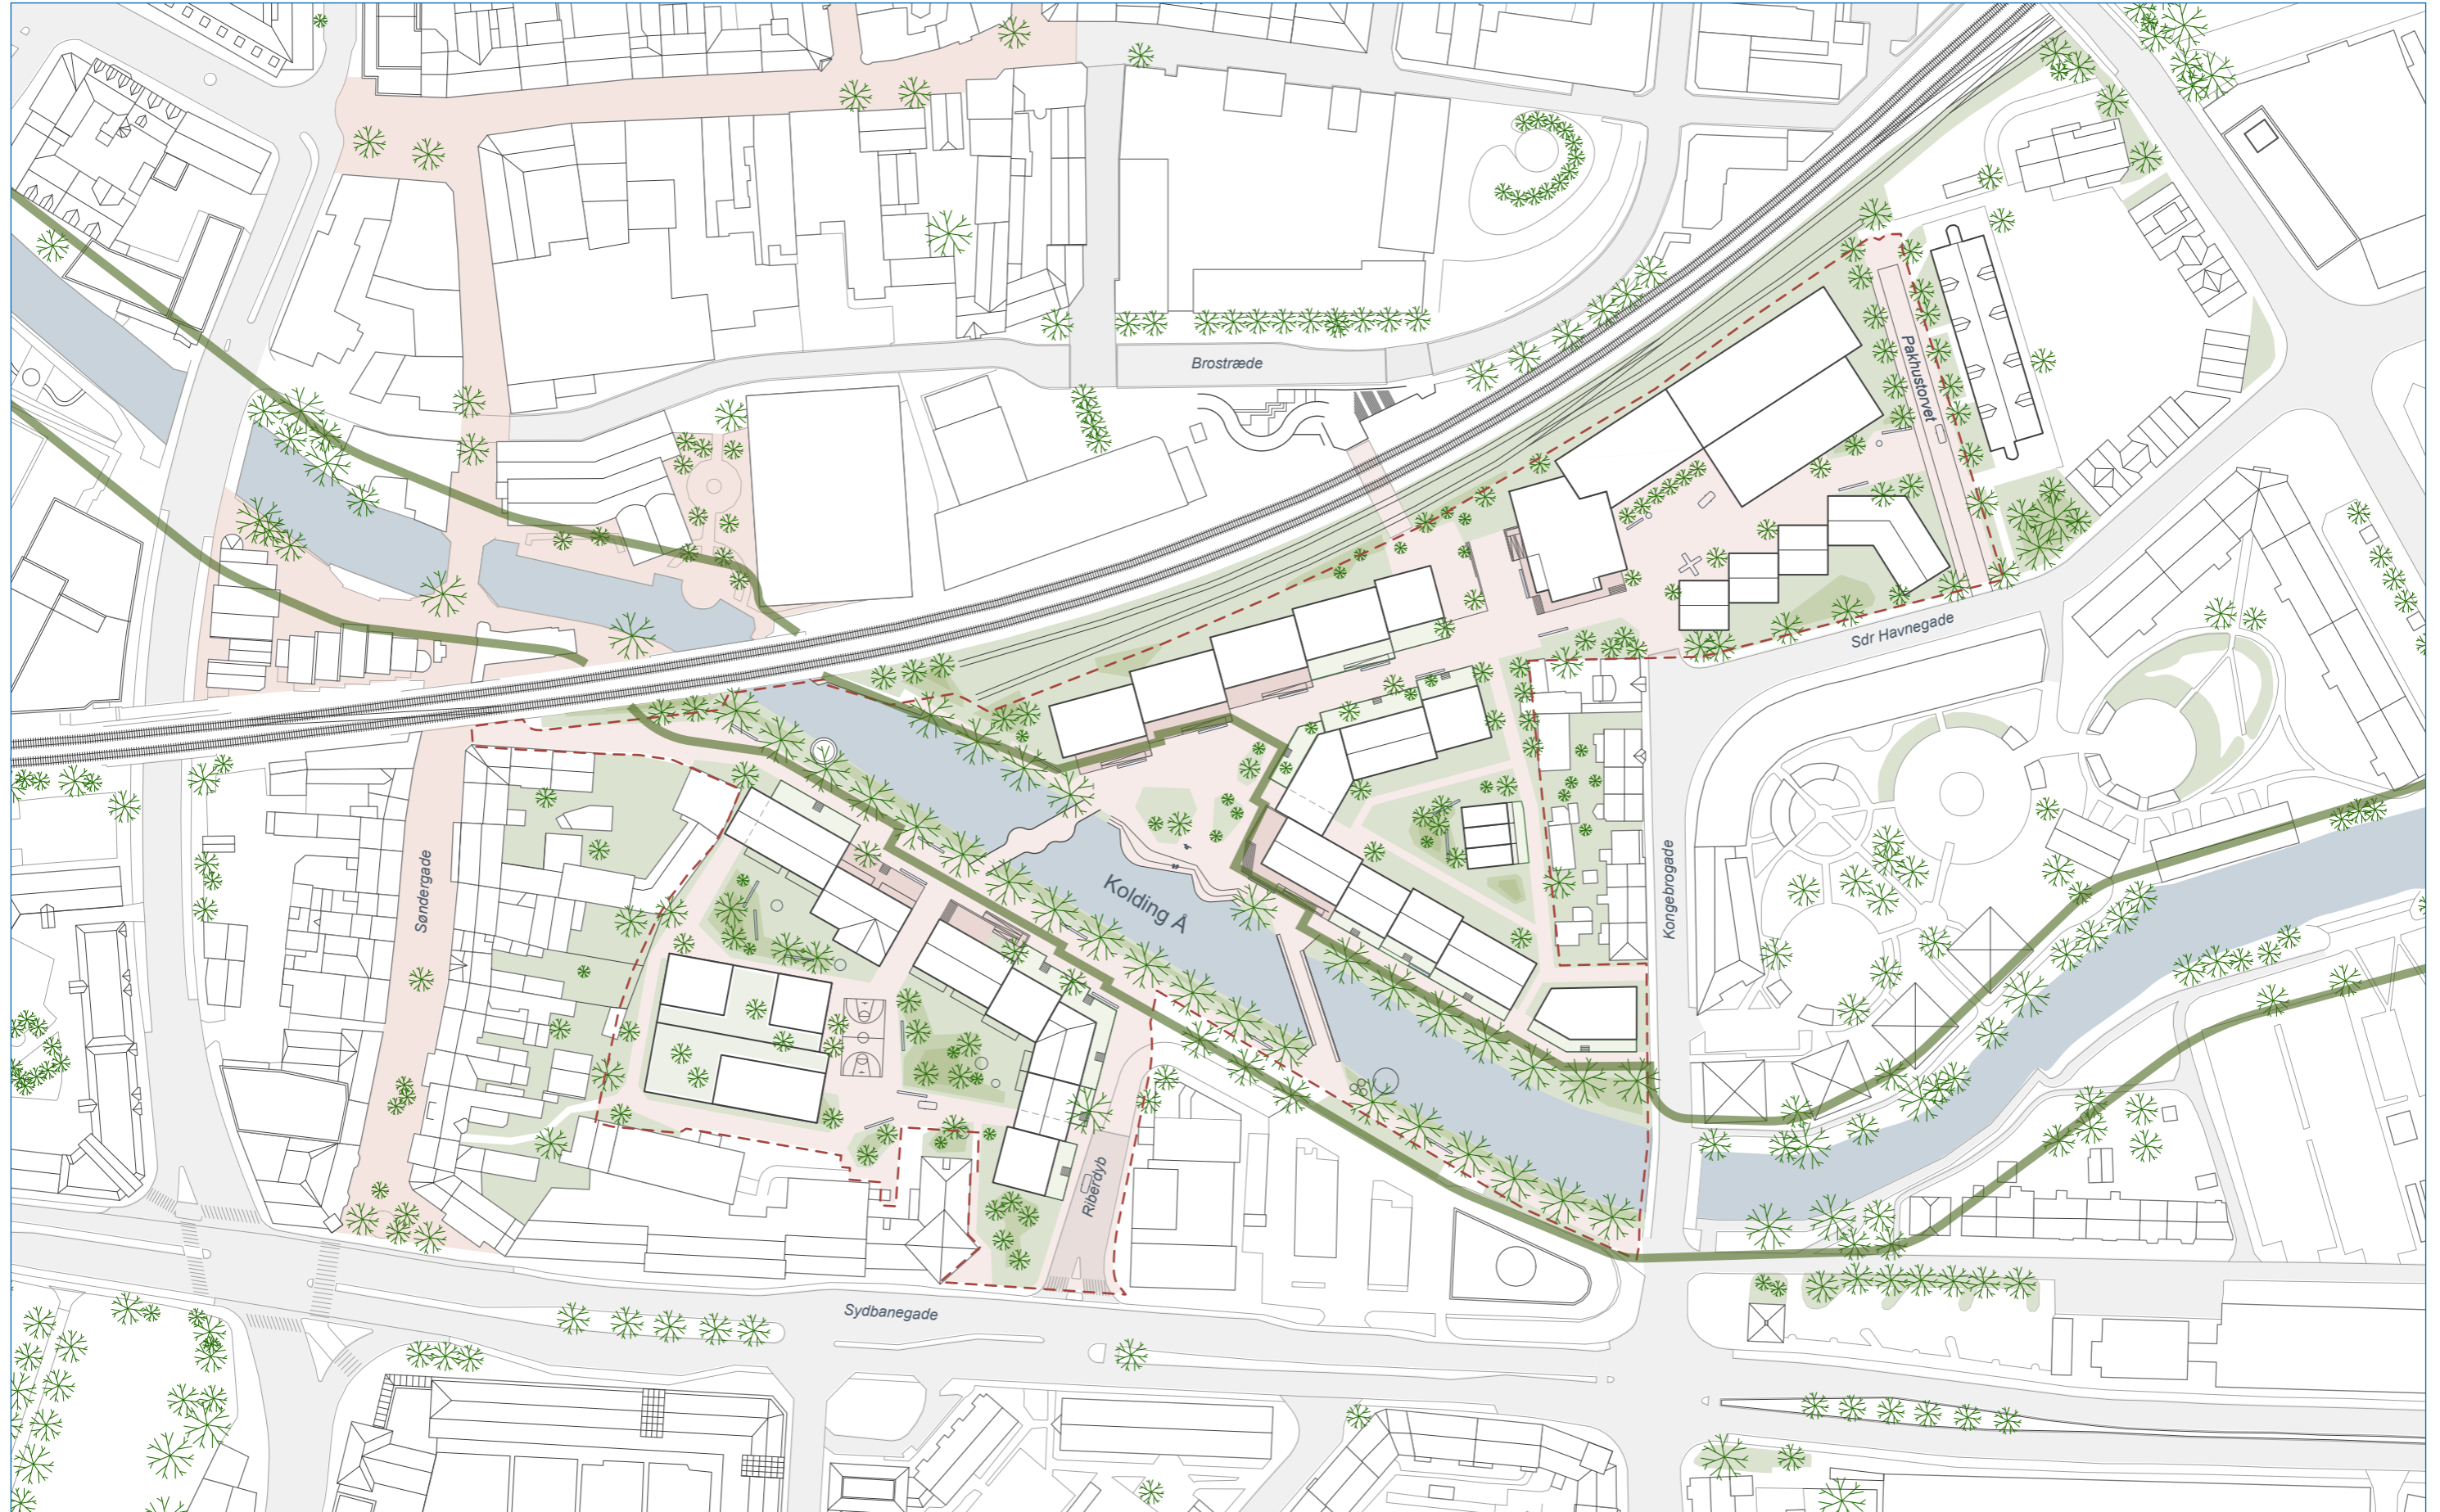 Brostræde
Pakhustorvet
Sdr Havnegade
Kolding Å
Søndergade
Kongebrogade
Riberdyb
Sydbanegade